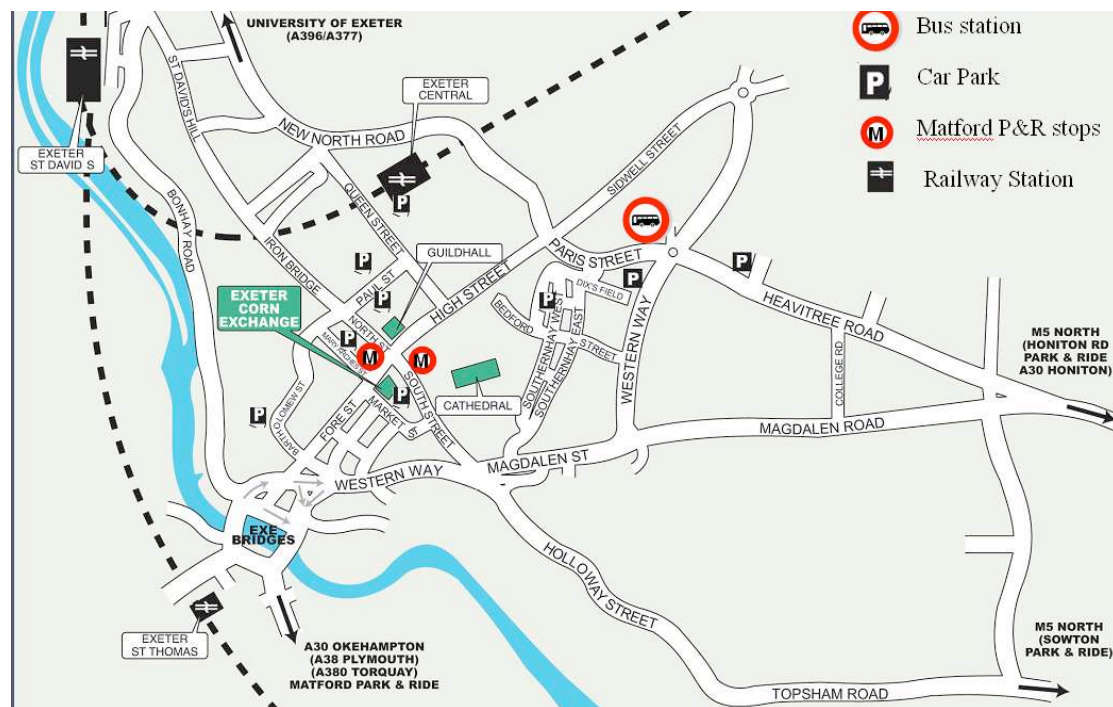 UNIVERSITY OF EXETER
(A396/A377)
Bus station
P
Car Park
M
Matford P&R stops
Railway Station
EXETER
CENTRAL
EXETER
ST DAVID S
ST DAVID'S HILL
NEW NORTH ROAD
SIDWELL STREET
BONHAY ROAD
QUEEN STREET
P
IRON BRIDGE
GUILDHALL
PARIS STREET
P
PAUL ST
HIGH STREET
P
P
DIX'S FIELD
P
P
EXETER
CORN
EXCHANGE
NORTH ST
BEDFORD
STREET
HEAVITREE ROAD
P
MARY ARCHES ST
M
M
SOUTHERNHAY WEST
SOUTHERNHAY EAST
WESTERN WAY
COLLEGE RD
M5 NORTH
(HONITON RD
PARK & RIDE
A30 HONITON)
P
CATHEDRAL
P
BARTHOLOMEW ST
FORE ST
MARKET ST
SOUTH STREET
MAGDALEN ROAD
MAGDALEN ST
WESTERN WAY
EXE
BRIDGES
HOLLOWAY STREET
EXETER
ST THOMAS
A30 OKEHAMPTON
(A38 PLYMOUTH)
(A380 TORQUAY)
MATFORD PARK & RIDE
M5 NORTH
(SOWTON
PARK & RIDE)
TOPSHAM ROAD